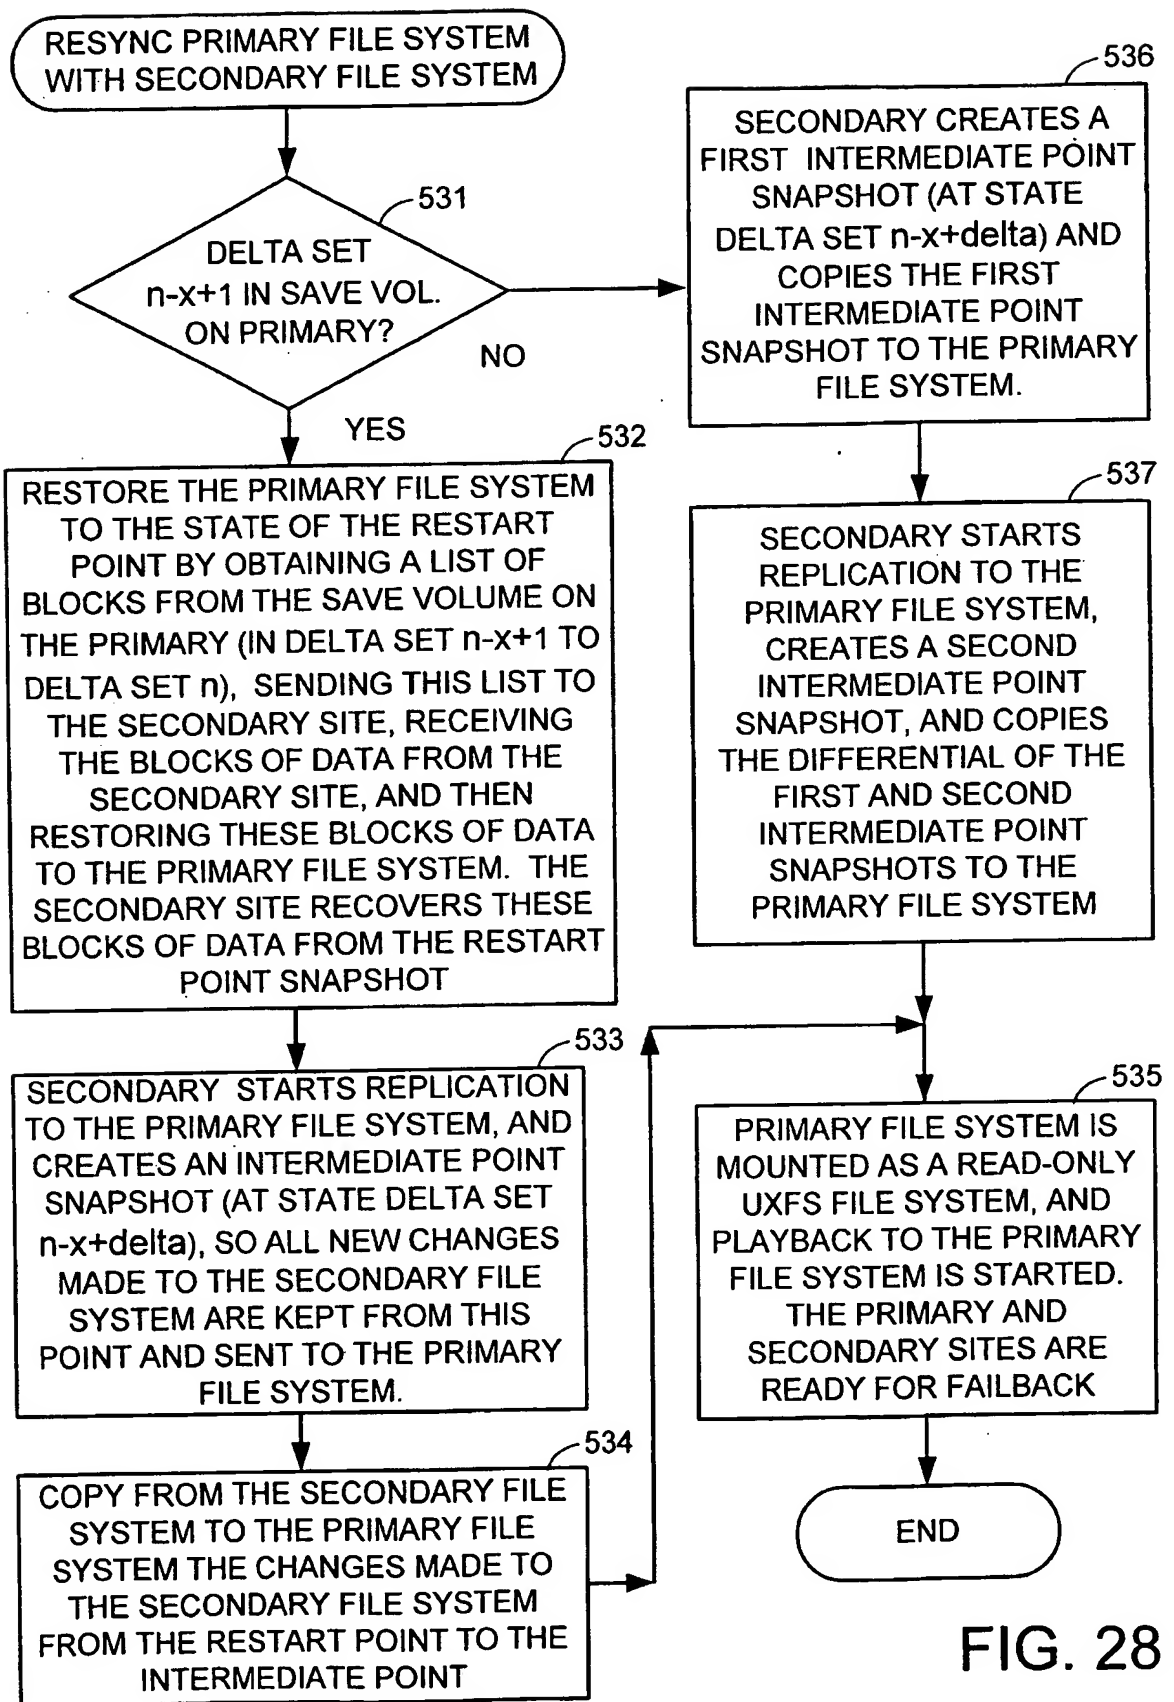 RESYNC PRIMARY FILE SYSTEM
WITH SECONDARY FILE SYSTEM
531
DELTA SET
n-x+1 IN SAVE VOL.
ON PRIMARY?
NO
YES
532
RESTORE THE PRIMARY FILE SYSTEM
TO THE STATE OF THE RESTART
POINT BY OBTAINING A LIST OF
BLOCKS FROM THE SAVE VOLUME ON
THE PRIMARY (IN DELTA SET n-x+1 TO
DELTA SET n), SENDING THIS LIST TO
THE SECONDARY SITE, RECEIVING
THE BLOCKS OF DATA FROM THE
SECONDARY SITE, AND THEN
RESTORING THESE BLOCKS OF DATA
TO THE PRIMARY FILE SYSTEM. THE
SECONDARY SITE RECOVERS THESE
BLOCKS OF DATA FROM THE RESTART
POINT SNAPSHOT
533
SECONDARY STARTS REPLICATION
TO THE PRIMARY FILE SYSTEM, AND
CREATES AN INTERMEDIATE POINT
SNAPSHOT (AT STATE DELTA SET
n-x+delta), SO ALL NEW CHANGES
MADE TO THE SECONDARY FILE
SYSTEM ARE KEPT FROM THIS
POINT AND SENT TO THE PRIMARY
FILE SYSTEM.
534
COPY FROM THE SECONDARY FILE
SYSTEM TO THE PRIMARY FILE
SYSTEM THE CHANGES MADE TO
THE SECONDARY FILE SYSTEM
FROM THE RESTART POINT TO THE
INTERMEDIATE POINT
536
SECONDARY CREATES A
FIRST INTERMEDIATE POINT
SNAPSHOT (AT STATE
DELTA SET n-x+delta) AND
COPIES THE FIRST
INTERMEDIATE POINT
SNAPSHOT TO THE PRIMARY
FILE SYSTEM.
537
SECONDARY STARTS
REPLICATION TO THE
PRIMARY FILE SYSTEM,
CREATES A SECOND
INTERMEDIATE POINT
SNAPSHOT, AND COPIES
THE DIFFERENTIAL OF THE
FIRST AND SECOND
INTERMEDIATE POINT
SNAPSHOTS TO THE
PRIMARY FILE SYSTEM
535
PRIMARY FILE SYSTEM IS
MOUNTED AS A READ-ONLY
UXFS FILE SYSTEM, AND
PLAYBACK TO THE PRIMARY
FILE SYSTEM IS STARTED.
THE PRIMARY AND
SECONDARY SITES ARE
READY FOR FAILBACK
END
FIG. 28